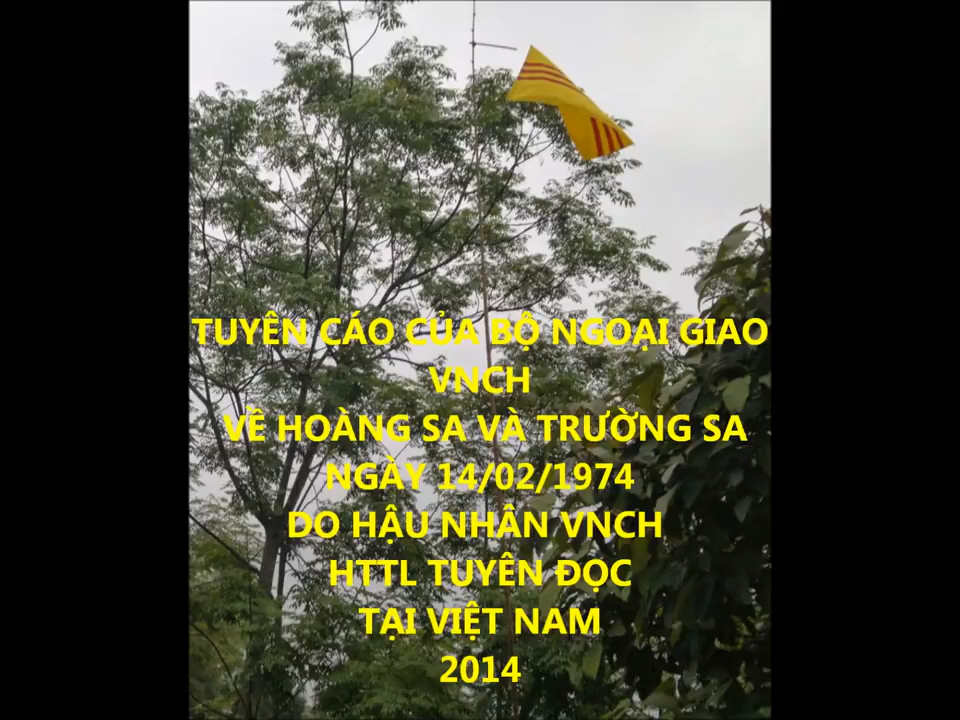 TUYÊN CÁO CỦA BỘ NGOẠI GIAO
VNCH
VỀ HOÀNG SA VÀ TRƯỜNG SA
NGÀY 14/02/1974
DO HẬU NHÂN VNCH
HTTL TUYÊN ĐỌC
TẠI VIỆT NAM
2014